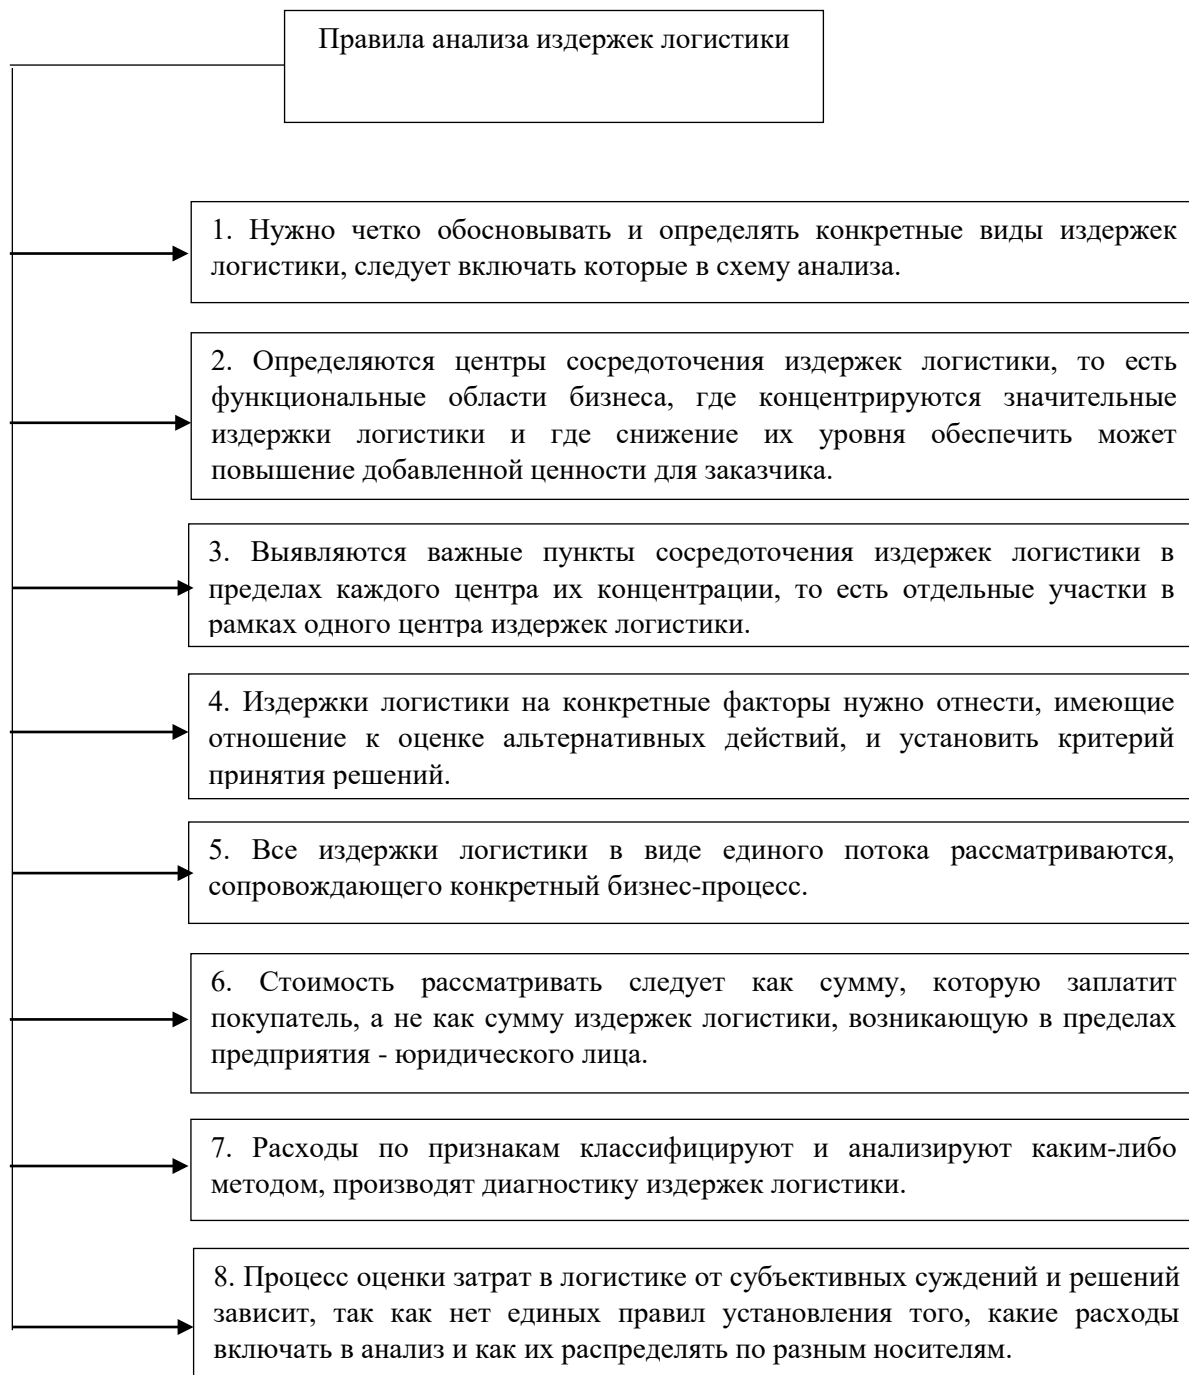 Правила анализа издержек логистики
1. Нужно четко обосновывать и определять конкретные виды издержек
логистики, следует включать которые в схему анализа.
2. Определяются центры сосредоточения издержек логистики, то есть
функциональные области бизнеса, где концентрируются значительные
издержки логистики и где снижение их уровня обеспечить может
повышение добавленной ценности для заказчика.
3. Выявляются важные пункты сосредоточения издержек логистики в
пределах каждого центра их концентрации, то есть отдельные участки в
рамках одного центра издержек логистики.
4. Издержки логистики на конкретные факторы нужно отнести, имеющие
отношение к оценке альтернативных действий, и установить критерий
принятия решений.
5. Все издержки логистики в виде единого потока рассматриваются,
сопровождающего конкретный бизнес-процесс.
6. Стоимость рассматривать следует как сумму, которую заплатит
покупатель, а не как сумму издержек логистики, возникающую в пределах
предприятия - юридического лица.
7. Расходы по признакам классифицируют и анализируют каким-либо
методом, производят диагностику издержек логистики.
8. Процесс оценки затрат в логистике от субъективных суждений и решений
зависит, так как нет единых правил установления того, какие расходы
включать в анализ и как их распределять по разным носителям.